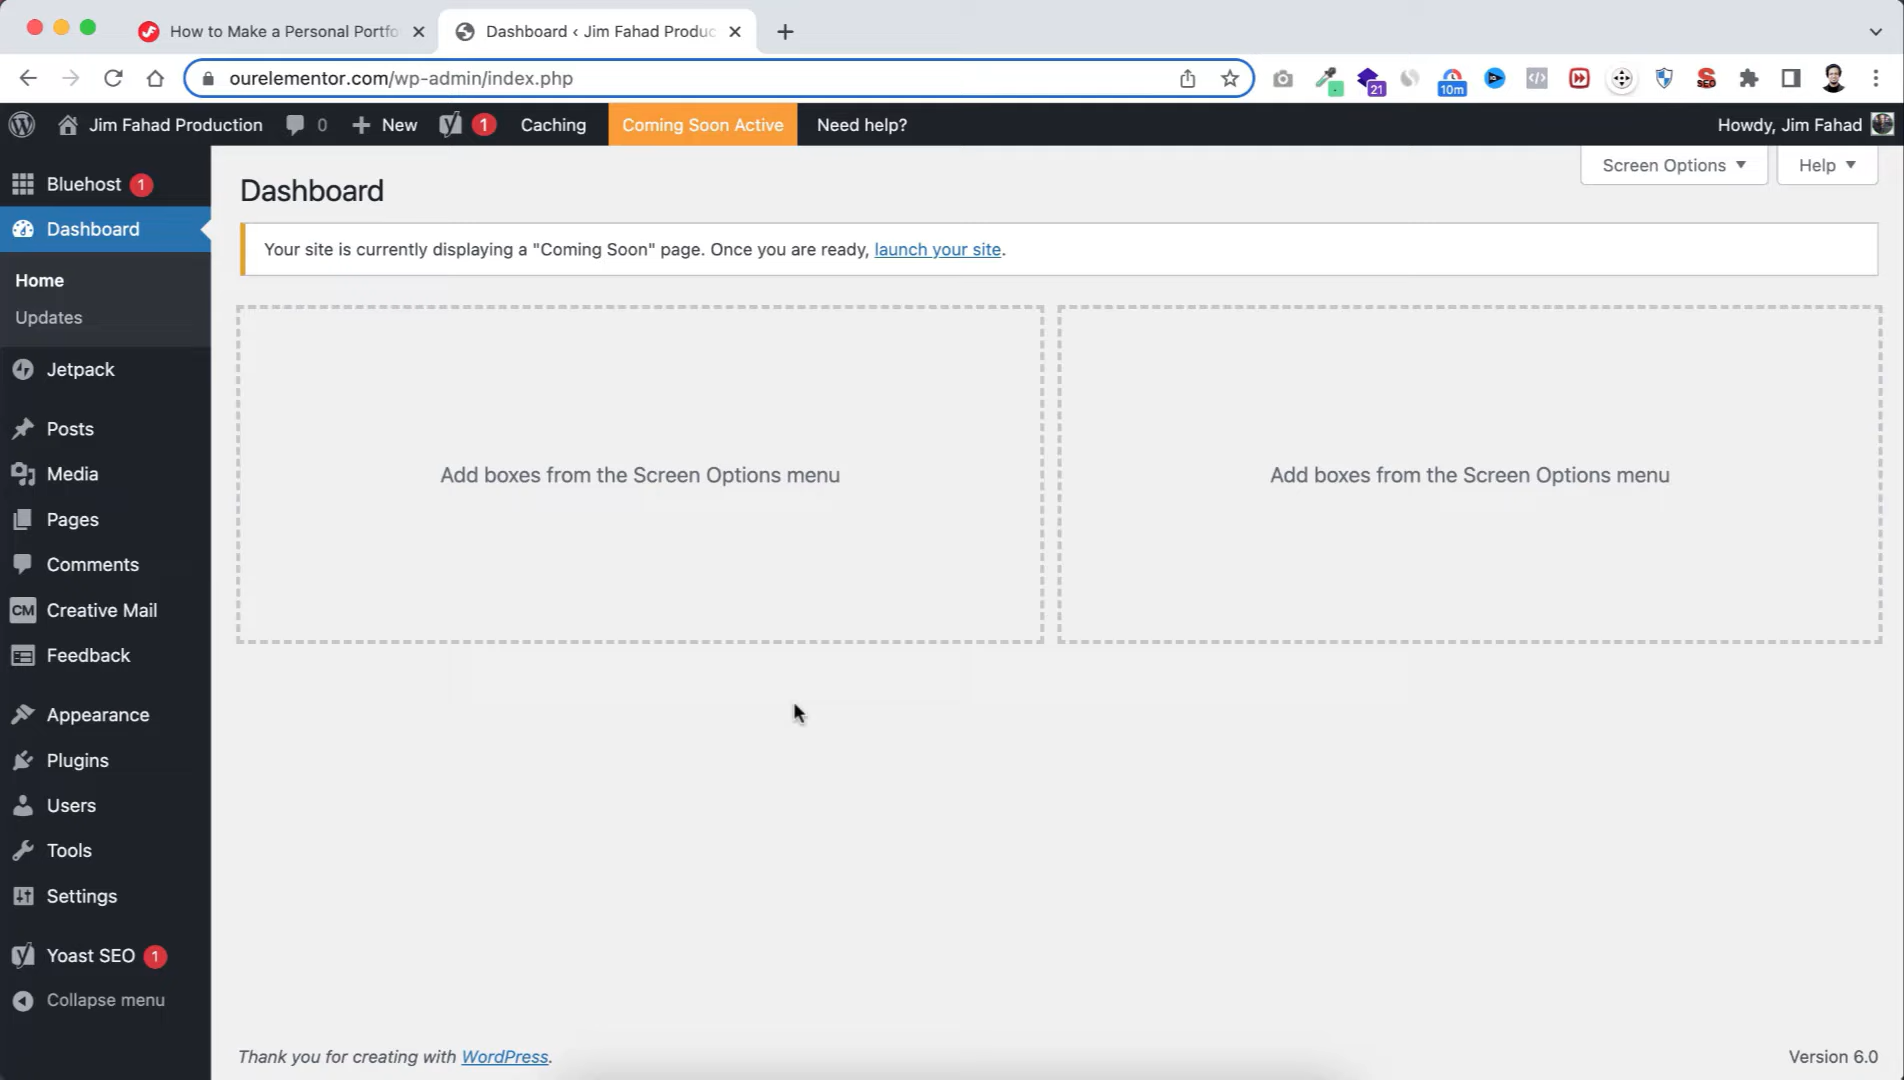 How to Make a Personal Portfo
Dashboard ‹ Jim Fahad Produc
ourelementor.com/wp-admin/index.php
21
10m
SEO
Jim Fahad Production
0
New
1
Caching
Coming Soon Active
Need help?
Howdy, Jim Fahad
Bluehost 1
Dashboard
Home
Updates
Jetpack
Posts
Media
Pages
Comments
CM Creative Mail
Feedback
Appearance
Plugins
Users
Tools
Settings
Yoast SEO 1
Collapse menu
Screen Options
Help
Dashboard
Your site is currently displaying a "Coming Soon" page. Once you are ready, launch your site.
Add boxes from the Screen Options menu
Add boxes from the Screen Options menu
Thank you for creating with WordPress.
Version 6.0